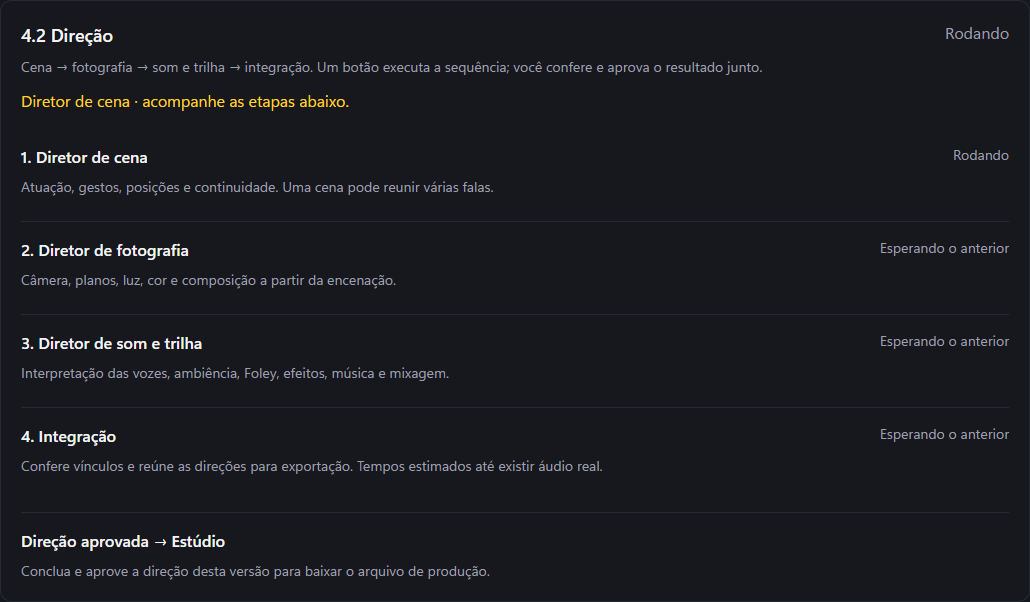 4.2 Direção
Rodando
Cena → fotografia → som e trilha → integração. Um botão executa a sequência; você confere e aprova o resultado junto.
Diretor de cena · acompanhe as etapas abaixo.
1. Diretor de cena
Rodando
Atuação, gestos, posições e continuidade. Uma cena pode reunir várias falas.
2. Diretor de fotografia
Esperando o anterior
Câmera, planos, luz, cor e composição a partir da encenação.
3. Diretor de som e trilha
Esperando o anterior
Interpretação das vozes, ambiência, Foley, efeitos, música e mixagem.
4. Integração
Esperando o anterior
Confere vínculos e reúne as direções para exportação. Tempos estimados até existir áudio real.
Direção aprovada → Estúdio
Conclua e aprove a direção desta versão para baixar o arquivo de produção.